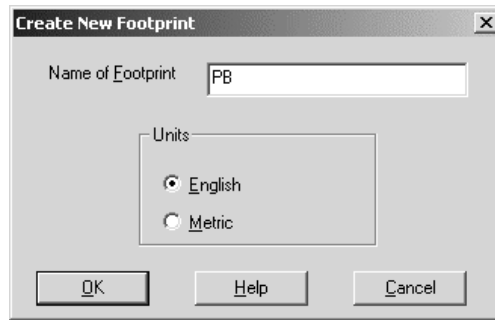 Create New Footprint
Name of Footprint PB
Units
English
Metric
OK Help Cancel